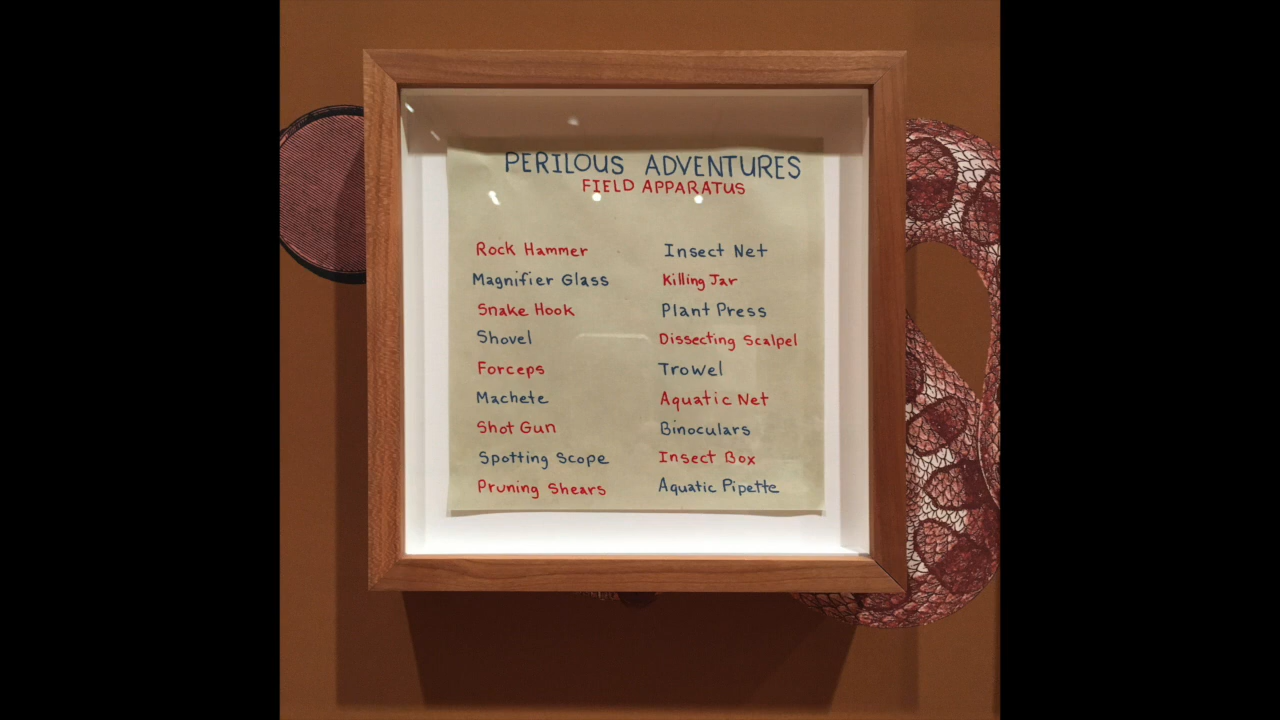 PERILOUS ADVENTURES
FIELD APPARATUS
Rock Hammer
Magnifier Glass
Snake Hook
Shovel
Forceps
Machete
Shot Gun
Spotting Scope
Pruning Shears
Insect Net
Killing Jar
Plant Press
Dissecting Scalpel
Trowel
Aquatic Net
Binoculars
Insect Box
Aquatic Pipette